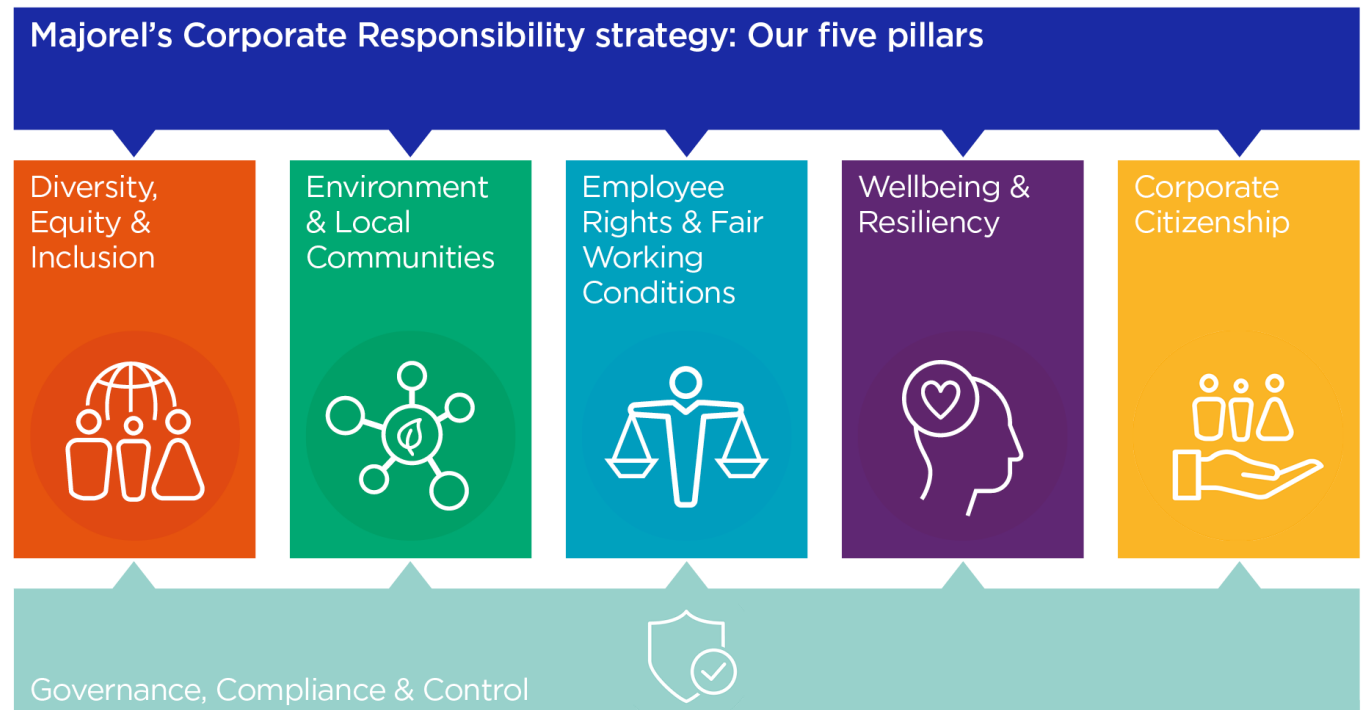 Majorel’s Corporate Responsibility strategy: Our five pillars
Diversity,
Equity &
Inclusion
Environment
& Local
Communities
Employee
Rights & Fair
Working
Conditions
Wellbeing &
Resiliency
Corporate
Citizenship
Governance, Compliance & Control